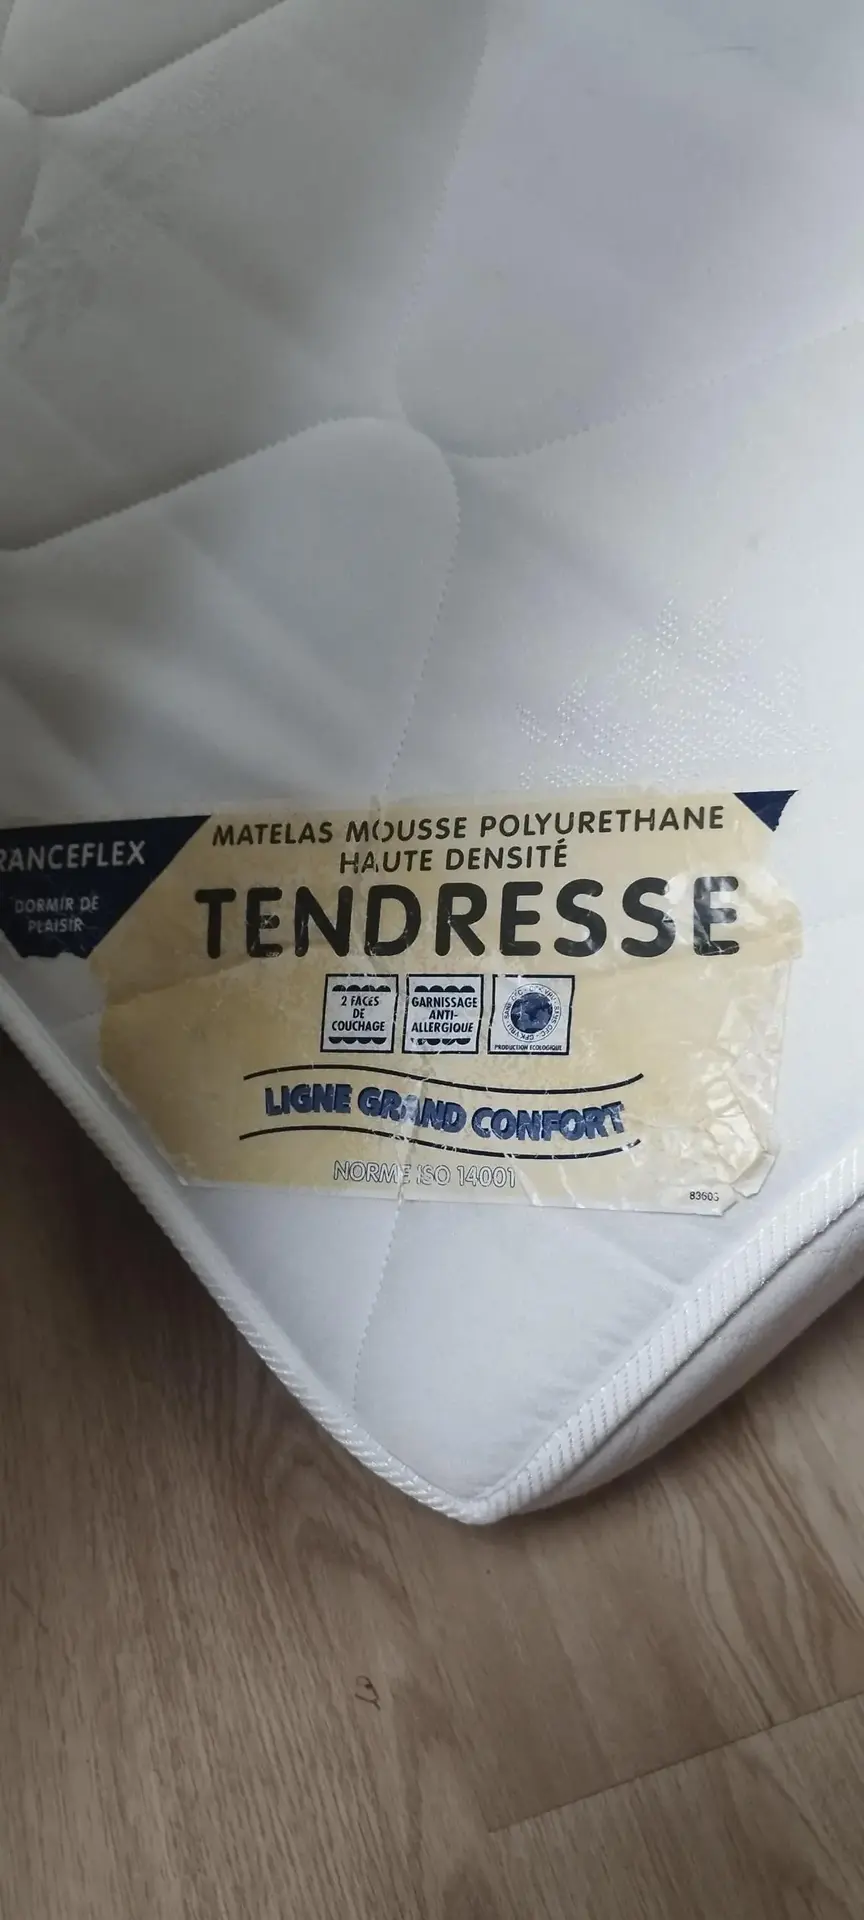 RANCEFLEX
DORMIR DE
PLAISIR
MATELAS MOUSSE POLYURETHANE
HAUTE DENSITÉ
TENDRESSE
2 FACES
DE
COUCHAGE
GARNISSAGE
ANTI-
ALLERGIQUE
PRODUCTION ECOLOGIQUE
LIGNE GRAND CONFORT
NORME ISO 14001